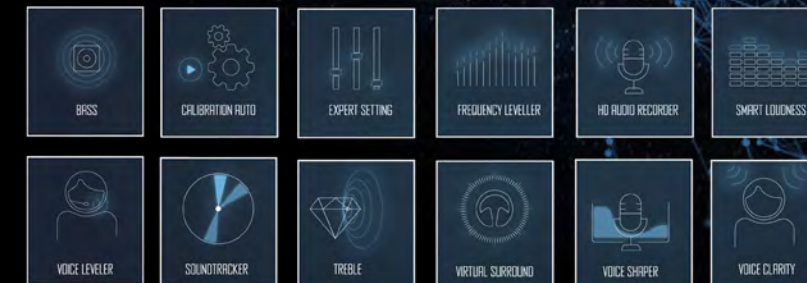 BASS
CALIBRATION AUTO
EXPERT SETTING
FREQUENCY LEVELLER
HD AUDIO RECORDER
SMART LOUDNESS
VOICE LEVELER
SOUNDTRACKER
TREBLE
VIRTUAL SURROUND
VOICE SHAPER
VOICE CLARITY